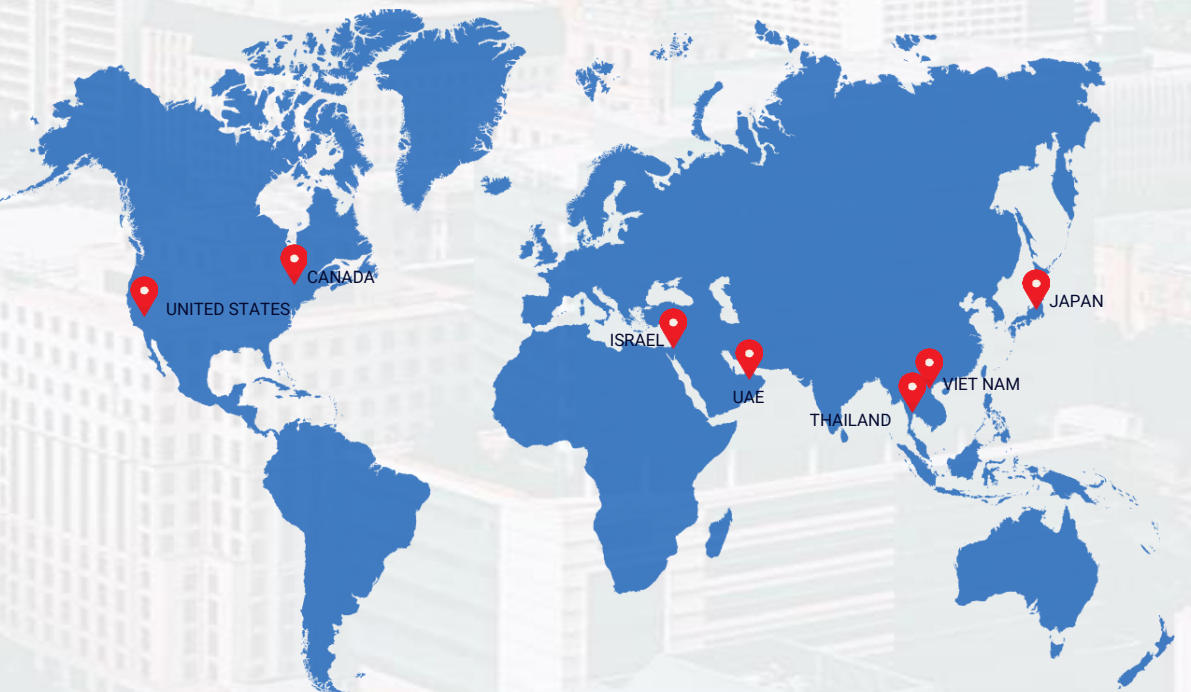 CANADA
UNITED STATES
JAPAN
ISRAEL
VIET NAM
UAE
THAILAND